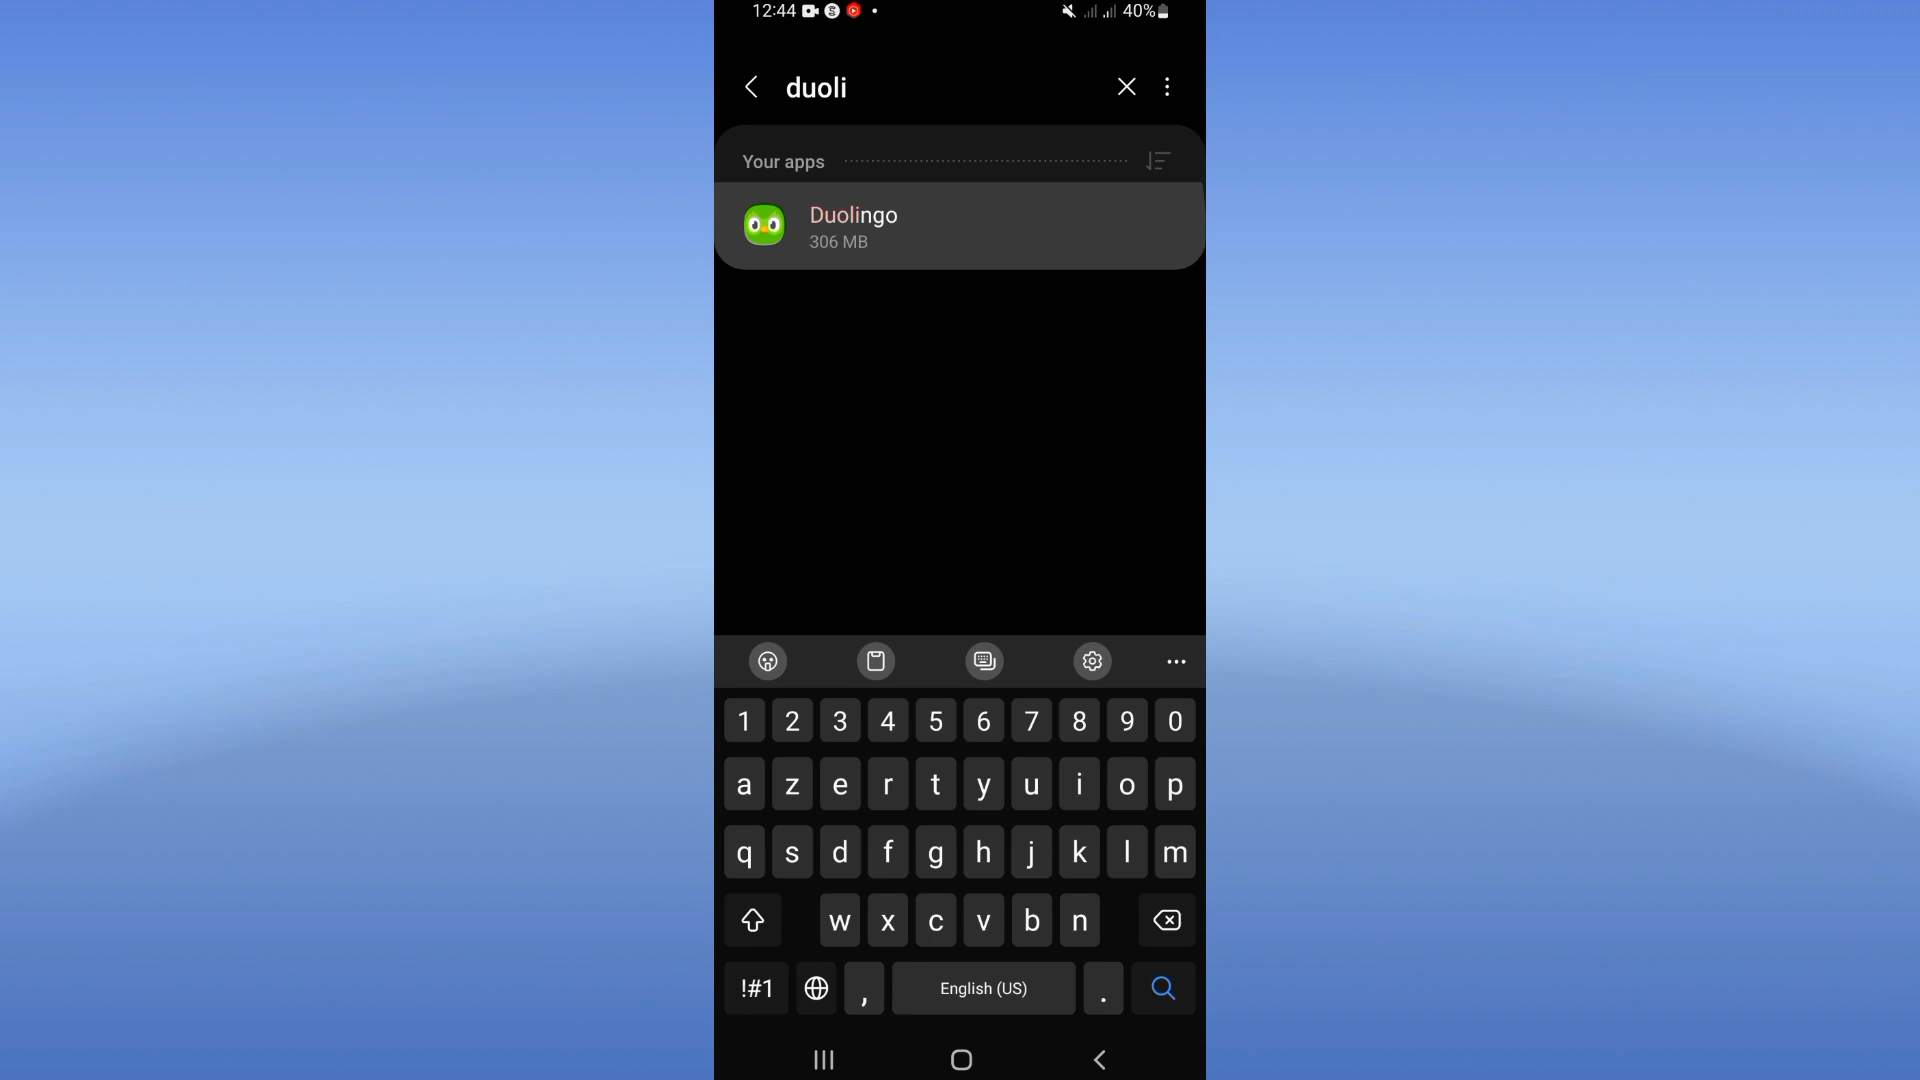 12:44
40%
duoli
Your apps
Duolingo
306 MB
1 2 3 4 5 6 7 8 9 0
a z e r t y u i o p
q s d f g h j k l m
w x c v b n
!#1 , English (US) .